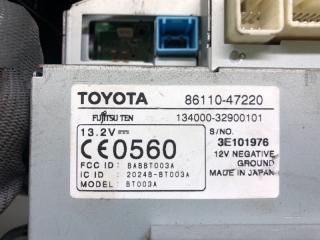 TOYOTA 86110-47220
FUJITSU TEN 134000-32900101
13.2V⎓ S/NO.
CE0560 3E101976
12V NEGATIVE
GROUND
FCC ID : BABBT003A
IC ID : 2024B-BT003A MADE IN JAPAN
MODEL : BT003A